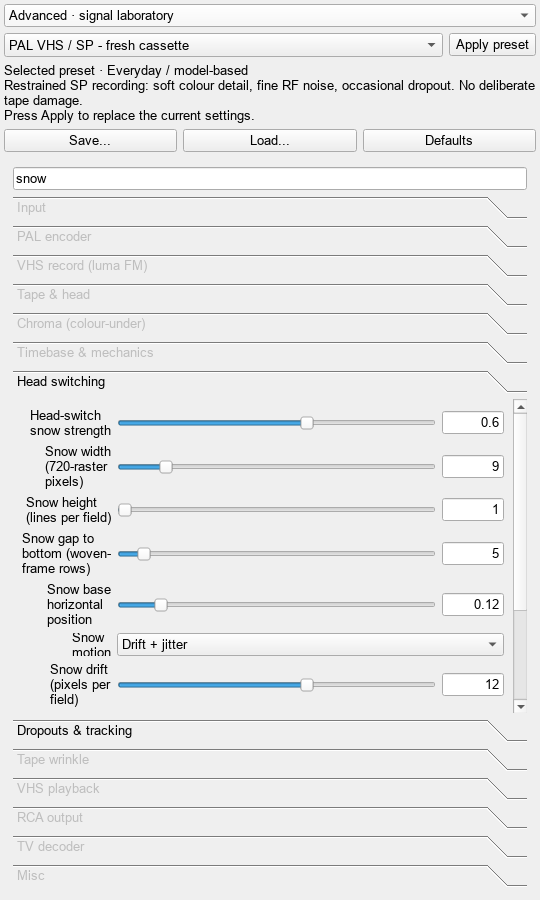 Advanced · signal laboratory
PAL VHS / SP - fresh cassette
Apply preset
Selected preset · Everyday / model-based
Restrained SP recording: soft colour detail, fine RF noise, occasional dropout. No deliberate
tape damage.
Press Apply to replace the current settings.
Save...
Load...
Defaults
snow
Input
PAL encoder
VHS record (luma FM)
Tape & head
Chroma (colour-under)
Timebase & mechanics
Head switching
Head-switch
snow strength
0.6
Snow width
(720-raster
pixels)
9
Snow height
(lines per field)
1
Snow gap to
bottom (woven-
frame rows)
5
Snow base
horizontal
position
0.12
Snow
motion
Drift + jitter
Snow drift
(pixels per
field)
12
Dropouts & tracking
Tape wrinkle
VHS playback
RCA output
TV decoder
Misc